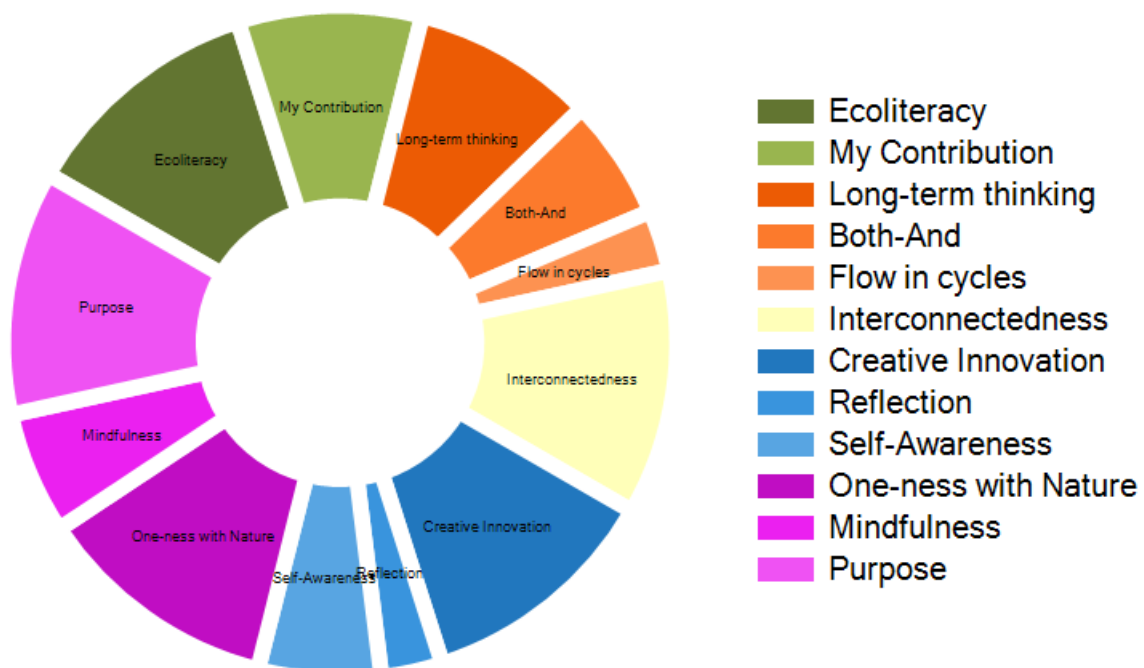 My Contribution
Long-term thinking
Ecoliteracy
Both-And
Flow in cycles
Purpose
Interconnectedness
Mindfulness
Creative Innovation
One-ness with Nature
Reflection
Self-Awareness
Ecoliteracy
My Contribution
Long-term thinking
Both-And
Flow in cycles
Interconnectedness
Creative Innovation
Reflection
Self-Awareness
One-ness with Nature
Mindfulness
Purpose